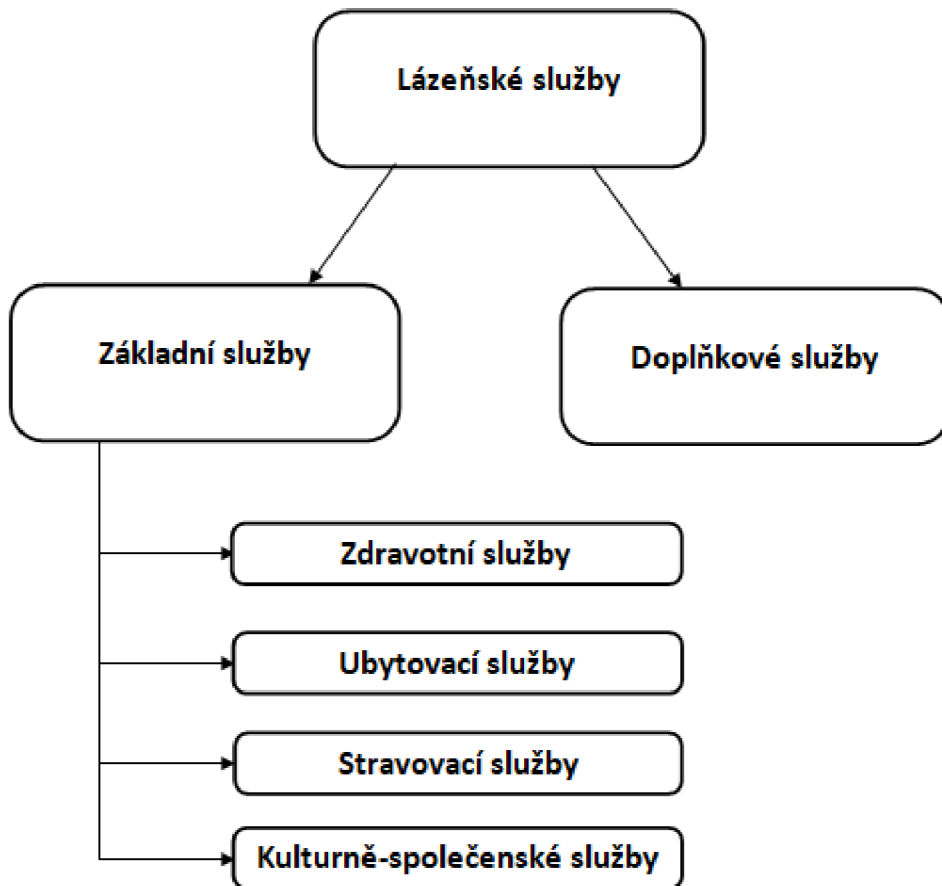 Lázeňské služby
Základní služby
Doplňkové služby
Zdravotní služby
Ubytovací služby
Stravovací služby
Kulturně-společenské služby